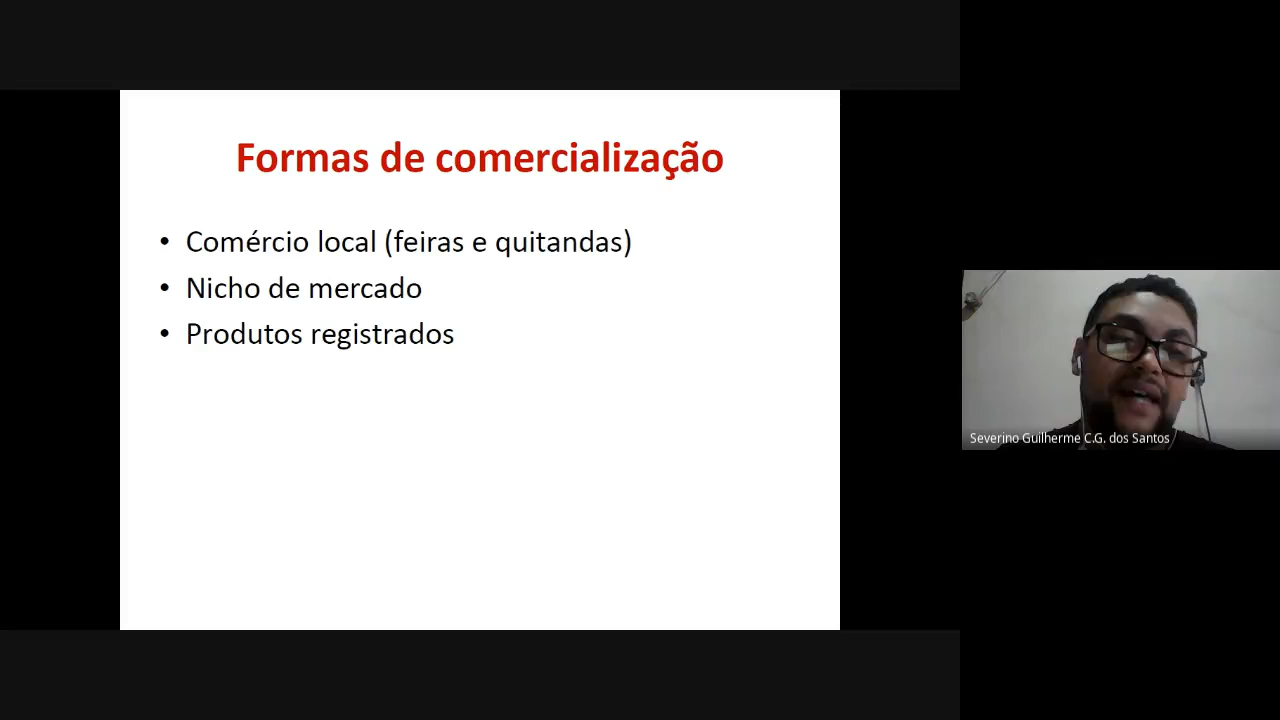 Formas de comercialização
• Comércio local (feiras e quitandas)
• Nicho de mercado
• Produtos registrados
Severino Guilherme C.G. dos Santos